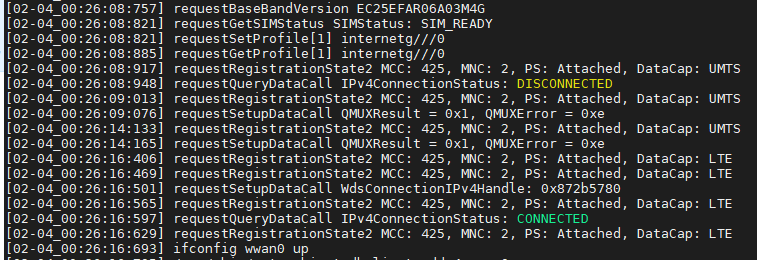 [02-04_00:26:08:757] requestBaseBandVersion EC25EFAR06A03M4G
[02-04_00:26:08:821] requestGetSIMStatus SIMStatus: SIM_READY
[02-04_00:26:08:821] requestSetProfile[1] internetg///0
[02-04_00:26:08:885] requestGetProfile[1] internetg///0
[02-04_00:26:08:917] requestRegistrationState2 MCC: 425, MNC: 2, PS: Attached, DataCap: UMTS
[02-04_00:26:08:948] requestQueryDataCall IPv4ConnectionStatus: DISCONNECTED
[02-04_00:26:09:013] requestRegistrationState2 MCC: 425, MNC: 2, PS: Attached, DataCap: UMTS
[02-04_00:26:09:076] requestSetupDataCall QMUXResult = 0x1, QMUXError = 0xe
[02-04_00:26:14:133] requestRegistrationState2 MCC: 425, MNC: 2, PS: Attached, DataCap: UMTS
[02-04_00:26:14:165] requestSetupDataCall QMUXResult = 0x1, QMUXError = 0xe
[02-04_00:26:16:406] requestRegistrationState2 MCC: 425, MNC: 2, PS: Attached, DataCap: LTE
[02-04_00:26:16:469] requestRegistrationState2 MCC: 425, MNC: 2, PS: Attached, DataCap: LTE
[02-04_00:26:16:501] requestSetupDataCall WdsConnectionIPv4Handle: 0x872b5780
[02-04_00:26:16:565] requestRegistrationState2 MCC: 425, MNC: 2, PS: Attached, DataCap: LTE
[02-04_00:26:16:597] requestQueryDataCall IPv4ConnectionStatus: CONNECTED
[02-04_00:26:16:629] requestRegistrationState2 MCC: 425, MNC: 2, PS: Attached, DataCap: LTE
[02-04_00:26:16:693] ifconfig wwan0 up